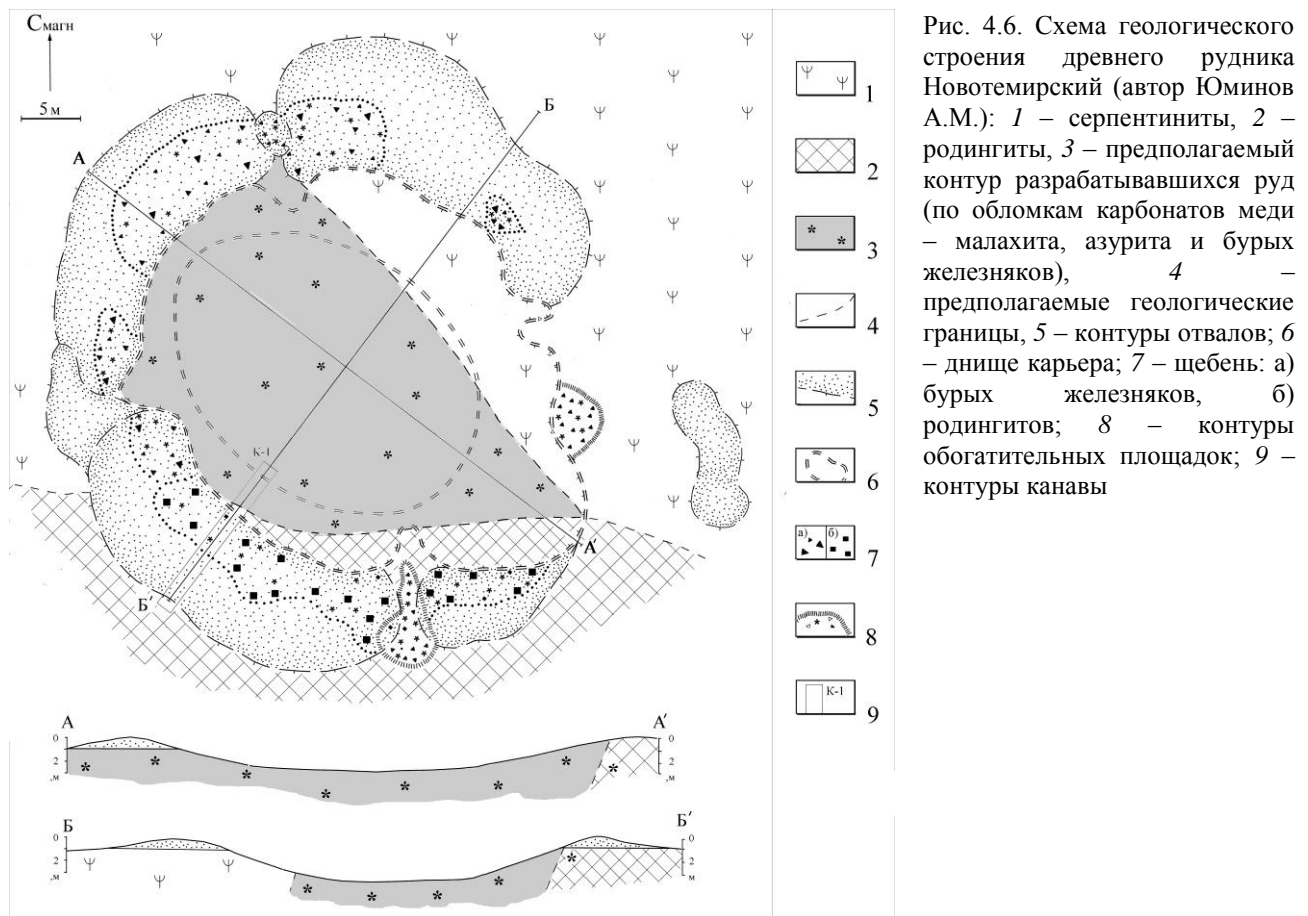 Смагн
5 м
А
Б
К-1
А'
Б'
1
2
3
4
5
6
а) б)
7
8
К-1
9
А А'
0 0
2 2
,м ,м
Б Б'
0 0
2 2
,м м
Рис. 4.6. Схема геологического
строения древнего рудника
Новотемирский (автор Юминов
А.М.): 1 – серпентиниты, 2 –
родингиты, 3 – предполагаемый
контур разрабатывавшихся руд
(по обломкам карбонатов меди
– малахита, азурита и бурых
железняков), 4 –
предполагаемые геологические
границы, 5 – контуры отвалов; 6
– днище карьера; 7 – щебень: а)
бурых железняков, б)
родингитов; 8 – контуры
обогатительных площадок; 9 –
контуры канавы